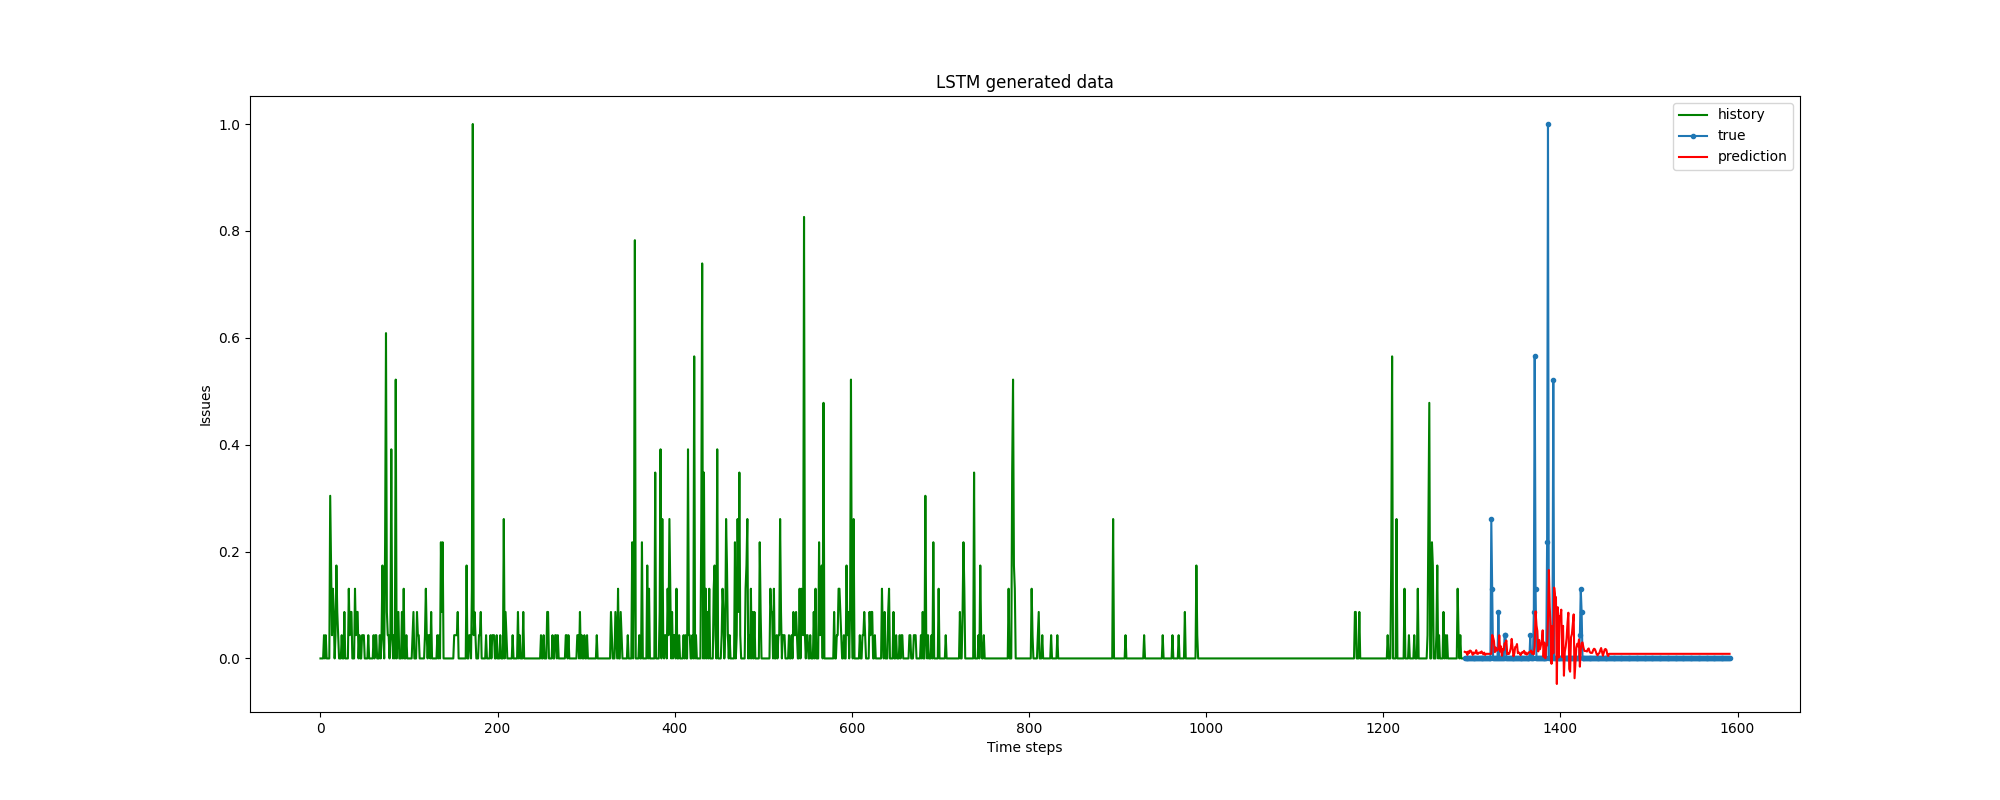 LSTM generated data
history
true
prediction
1.0
0.8
0.6
0.4
0.2
0.0
Issues
0 200 400 600 800 1000 1200 1400 1600
Time steps